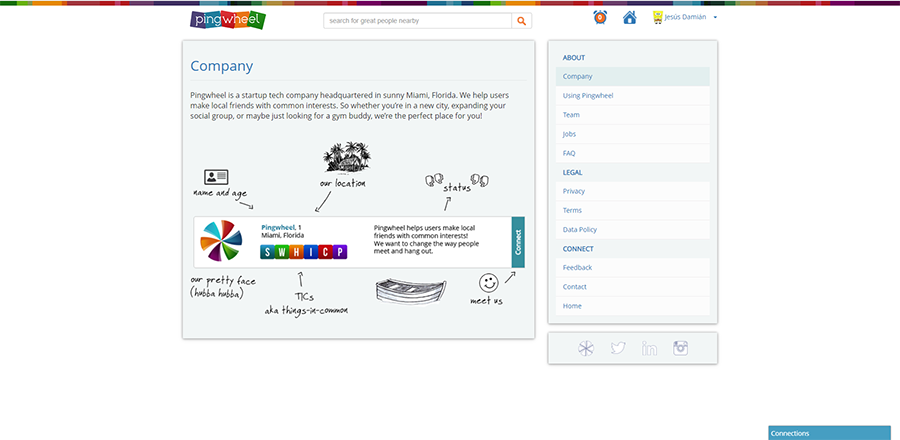 pingwheel
search for great people nearby
Jesús Damián
Company
Pingwheel is a startup tech company headquartered in sunny Miami, Florida. We help users
make local friends with common interests. So whether you're in a new city, expanding your
social group, or maybe just looking for a gym buddy, we're the perfect place for you!
name and age
our location
status
Pingwheel, 1
Miami, Florida
S W H I C P
Pingwheel helps users make local
friends with common interests!
We want to change the way people
meet and hang out.
Connect
our pretty face
(hubba hubba)
TICs
aka things-in-common
meet us
ABOUT
Company
Using Pingwheel
Team
Jobs
FAQ
LEGAL
Privacy
Terms
Data Policy
CONNECT
Feedback
Contact
Home
in
Connections